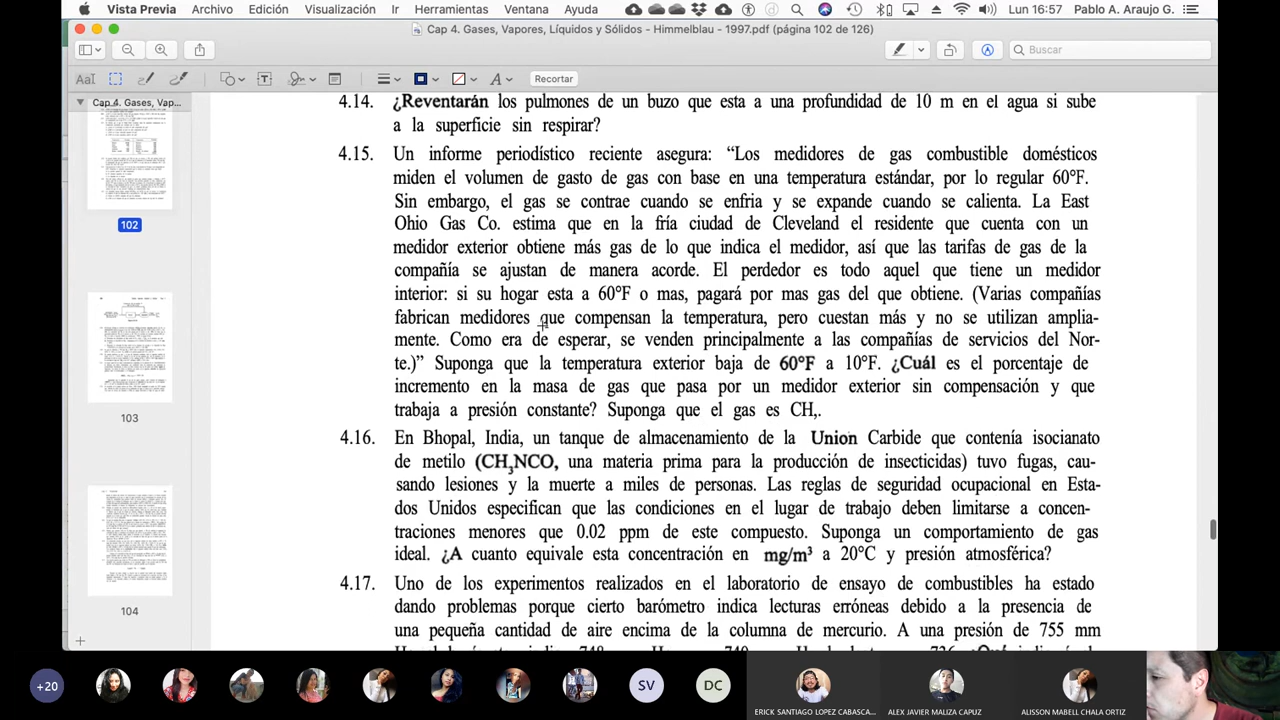 Vista Previa Archivo Edición Visualización Ir Herramientas Ventana Ayuda Lun 16:57 Pablo A. Araujo G.
Cap 4. Gases, Vapores, Líquidos y Sólidos - Himmelblau - 1997.pdf (página 102 de 126)
Buscar
AaI Recortar
Cap 4. Gases, Vap...
102
103
104
4.14. ¿Reventarán los pulmones de un buzo que esta a una profundidad de 10 m en el agua si sube
a la superficie sin respirar?
4.15. Un informe periodístico reciente asegura: “Los medidores de gas combustible domésticos
miden el volumen de gasto de gas con base en una temperatura estándar, por lo regular 60°F.
Sin embargo, el gas se contrae cuando se enfria y se expande cuando se calienta. La East
Ohio Gas Co. estima que en la fría ciudad de Cleveland el residente que cuenta con un
medidor exterior obtiene más gas de lo que indica el medidor, así que las tarifas de gas de la
compañía se ajustan de manera acorde. El perdedor es todo aquel que tiene un medidor
interior: si su hogar esta a 60°F o mas, pagará por mas gas del que obtiene. (Varias compañías
fabrican medidores que compensan la temperatura, pero cuestan más y no se utilizan amplia-
mente. Como era de esperar, se venden principalmente a las compañías de servicios del Nor-
te.)” Suponga que la temperatura exterior baja de 60°F a 10°F. ¿Cuál es el porcentaje de
incremento en la masa de gas que pasa por un medidor exterior sin compensación y que
trabaja a presión constante? Suponga que el gas es CH,.
4.16. En Bhopal, India, un tanque de almacenamiento de la Union Carbide que contenía isocianato
de metilo (CH3NCO, una materia prima para la producción de insecticidas) tuvo fugas, cau-
sando lesiones y la muerte a miles de personas. Las reglas de seguridad ocupacional en Esta-
dos Unidos especifican que las condiciones en el lugar de trabajo deben limitarse a concen-
traciones menores que 0.02 ppm de este compuesto. Suponga un comportamiento de gas
ideal. ¿A cuanto equivale esta concentración en mg/m³ a 20°C y presión atmosférica?
4.17. Uno de los experimentos realizados en el laboratorio de ensayo de combustibles ha estado
dando problemas porque cierto barómetro indica lecturas erróneas debido a la presencia de
una pequeña cantidad de aire encima de la columna de mercurio. A una presión de 755 mm
+20 SV DC
ERICK SANTIAGO LOPEZ CABASCA... ALEX JAVIER MALIZA CAPUZ ALISSON MABELL CHALA ORTIZ